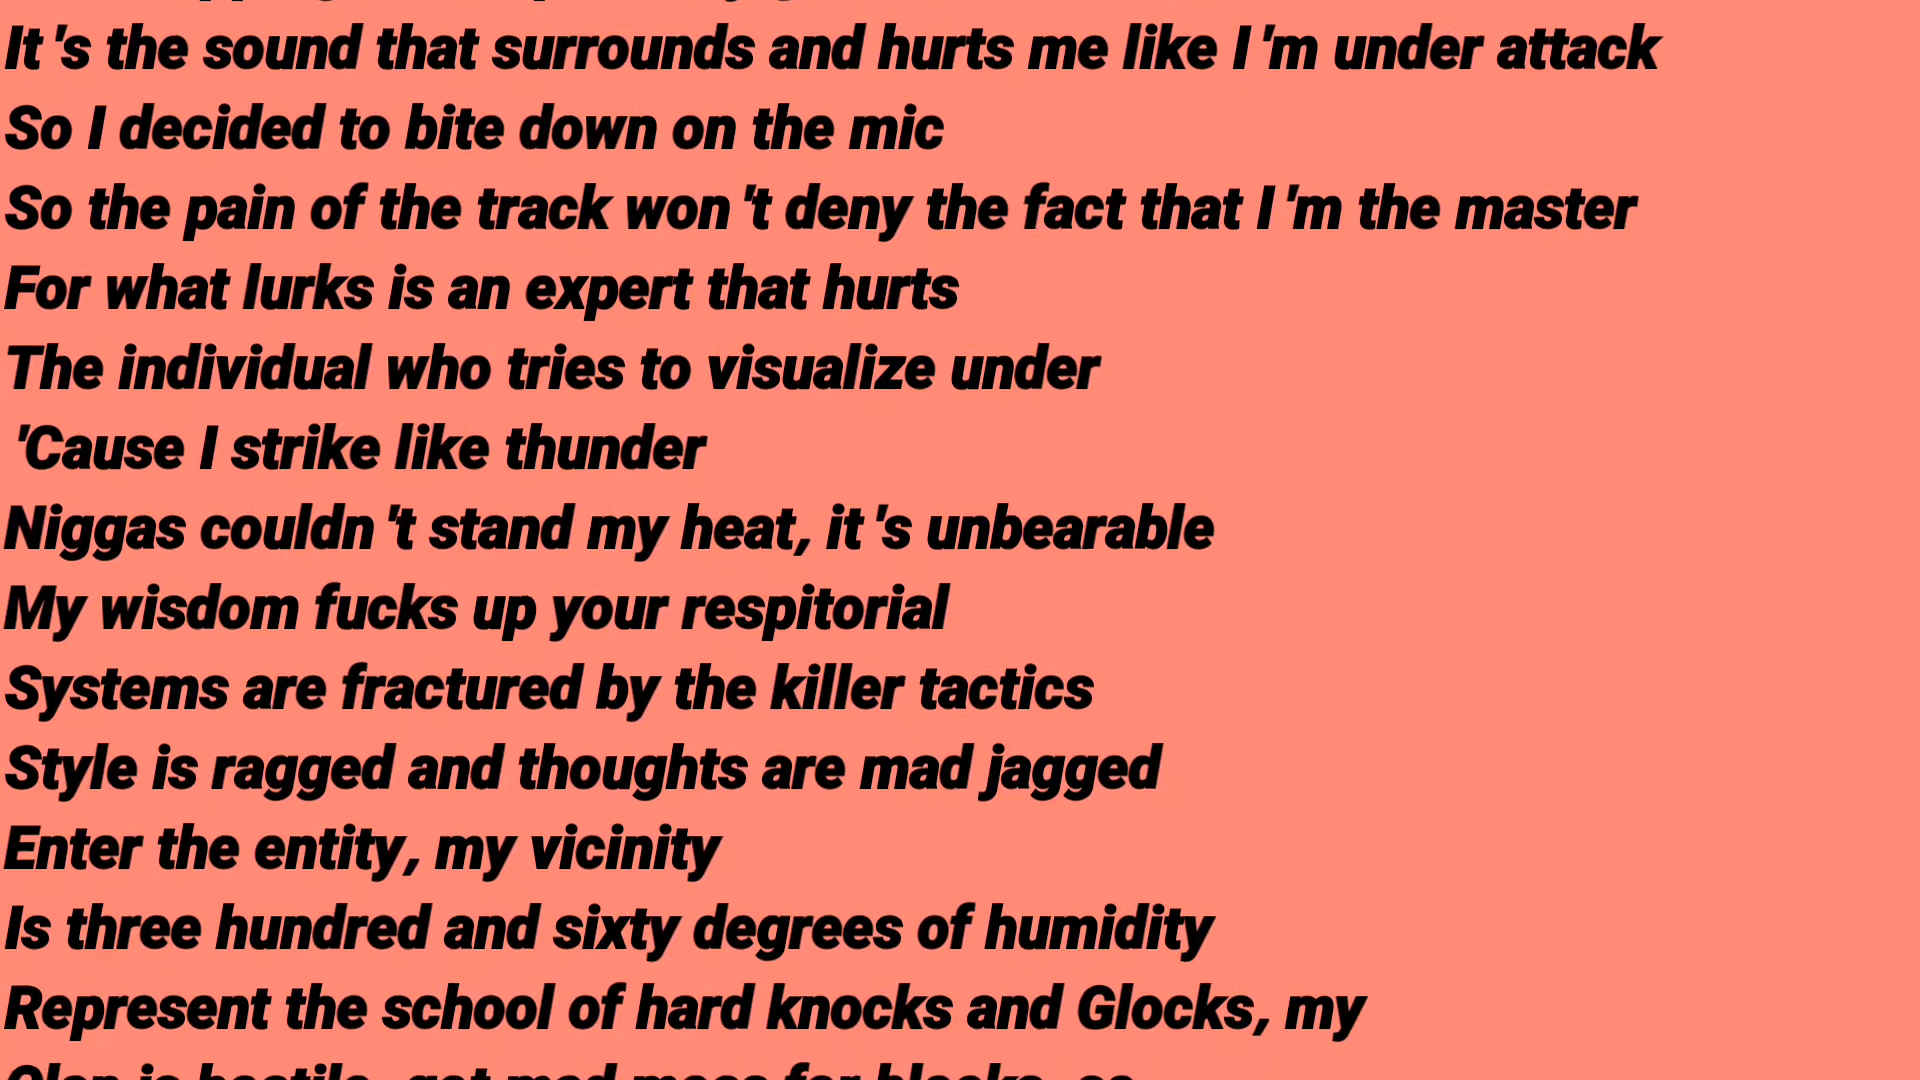 It 's the sound that surrounds and hurts me like I 'm under attack
So I decided to bite down on the mic
So the pain of the track won 't deny the fact that I 'm the master
For what lurks is an expert that hurts
The individual who tries to visualize under
'Cause I strike like thunder
Niggas couldn 't stand my heat, it 's unbearable
My wisdom fucks up your respitorial
Systems are fractured by the killer tactics
Style is ragged and thoughts are mad jagged
Enter the entity, my vicinity
Is three hundred and sixty degrees of humidity
Represent the school of hard knocks and Glocks, my